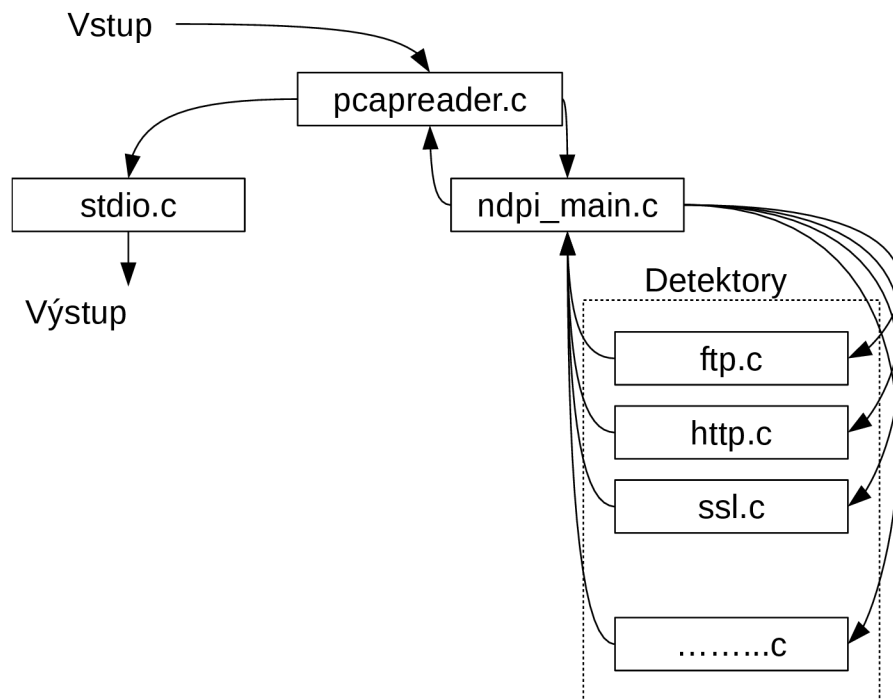 Vstup
pcapreader.c
stdio.c
ndpi_main.c
Výstup
Detektory
ftp.c
http.c
ssl.c
……...c